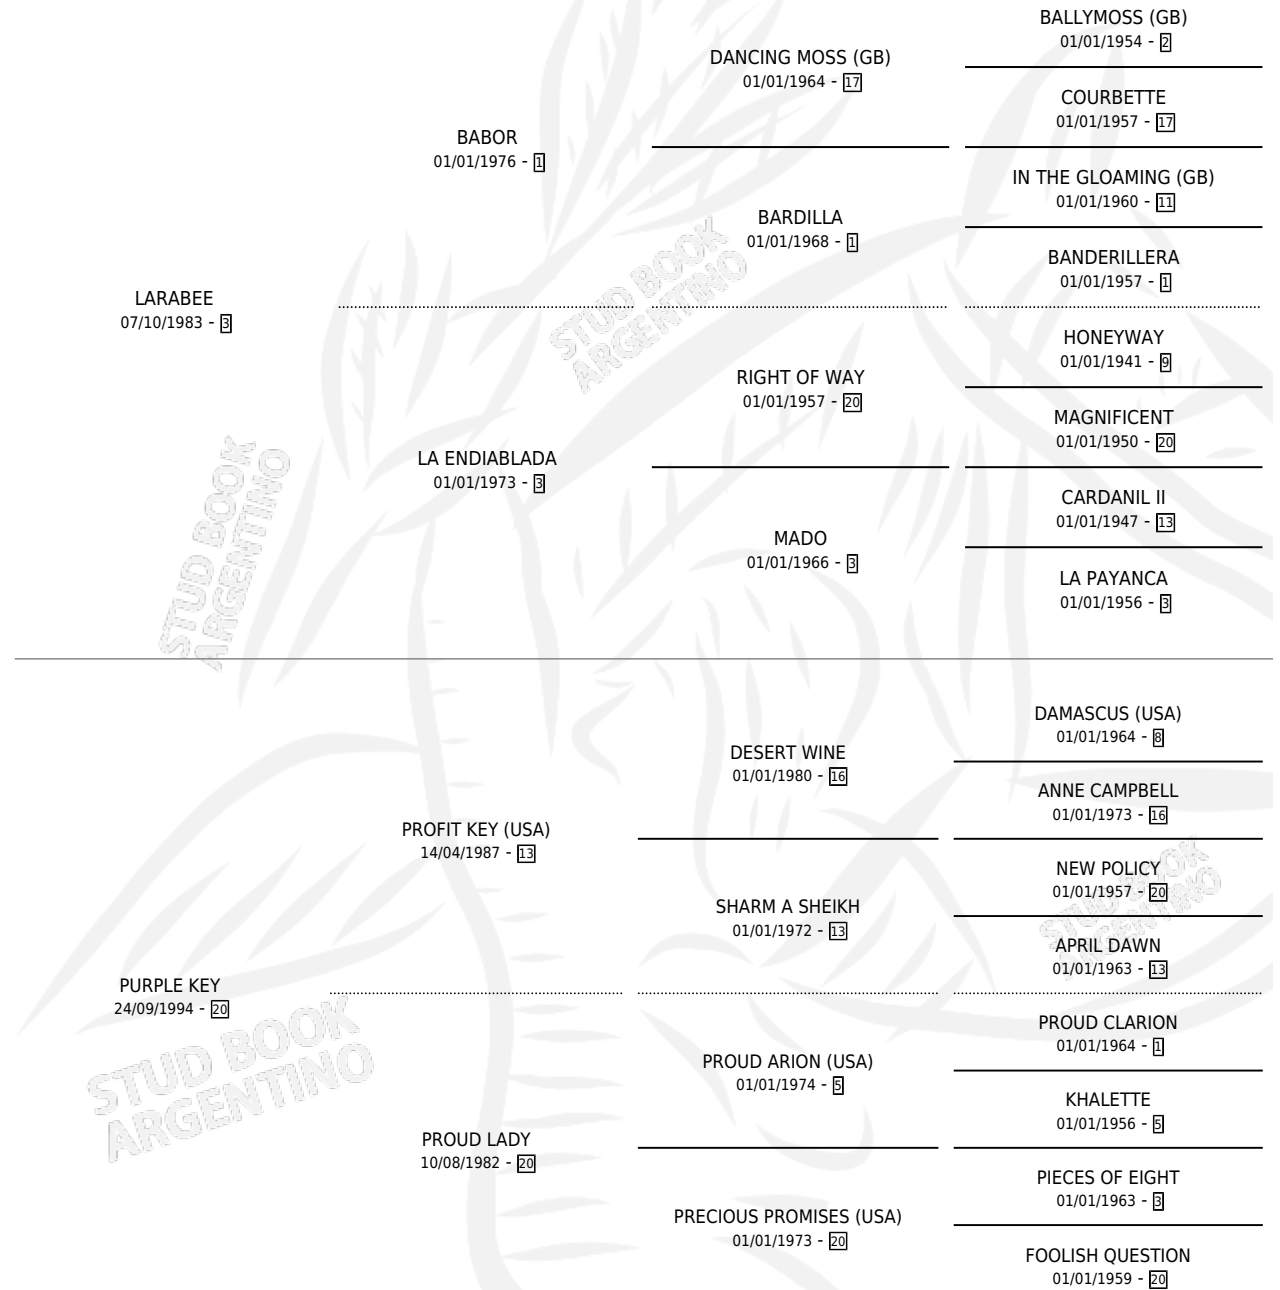 BALLYMOSS (GB)
01/01/1954 - 2
DANCING MOSS (GB)
01/01/1964 - 17
COURBETTE
01/01/1957 - 17
BABOR
01/01/1976 - 1
IN THE GLOAMING (GB)
01/01/1960 - 11
BARDILLA
01/01/1968 - 1
BANDERILLERA
01/01/1957 - 1
LARABEE
07/10/1983 - 3
HONEYWAY
01/01/1941 - 9
RIGHT OF WAY
01/01/1957 - 20
MAGNIFICENT
01/01/1950 - 20
LA ENDIABLADA
01/01/1973 - 3
CARDANIL II
01/01/1947 - 13
MADO
01/01/1966 - 3
LA PAYANCA
01/01/1956 - 3
STUD BOOK
ARGENTINO
STUD BOOK
ARGENTINO
DAMASCUS (USA)
01/01/1964 - 8
DESERT WINE
01/01/1980 - 16
ANNE CAMPBELL
01/01/1973 - 16
PROFIT KEY (USA)
14/04/1987 - 13
NEW POLICY
01/01/1957 - 20
SHARM A SHEIKH
01/01/1972 - 13
APRIL DAWN
01/01/1963 - 13
STUD BOOK
ARGENTINO
PURPLE KEY
24/09/1994 - 20
PROUD CLARION
01/01/1964 - 1
PROUD ARION (USA)
01/01/1974 - 5
KHALETTE
01/01/1956 - 5
STUD BOOK
ARGENTINO
PROUD LADY
10/08/1982 - 20
PIECES OF EIGHT
01/01/1963 - 3
PRECIOUS PROMISES (USA)
01/01/1973 - 20
FOOLISH QUESTION
01/01/1959 - 20